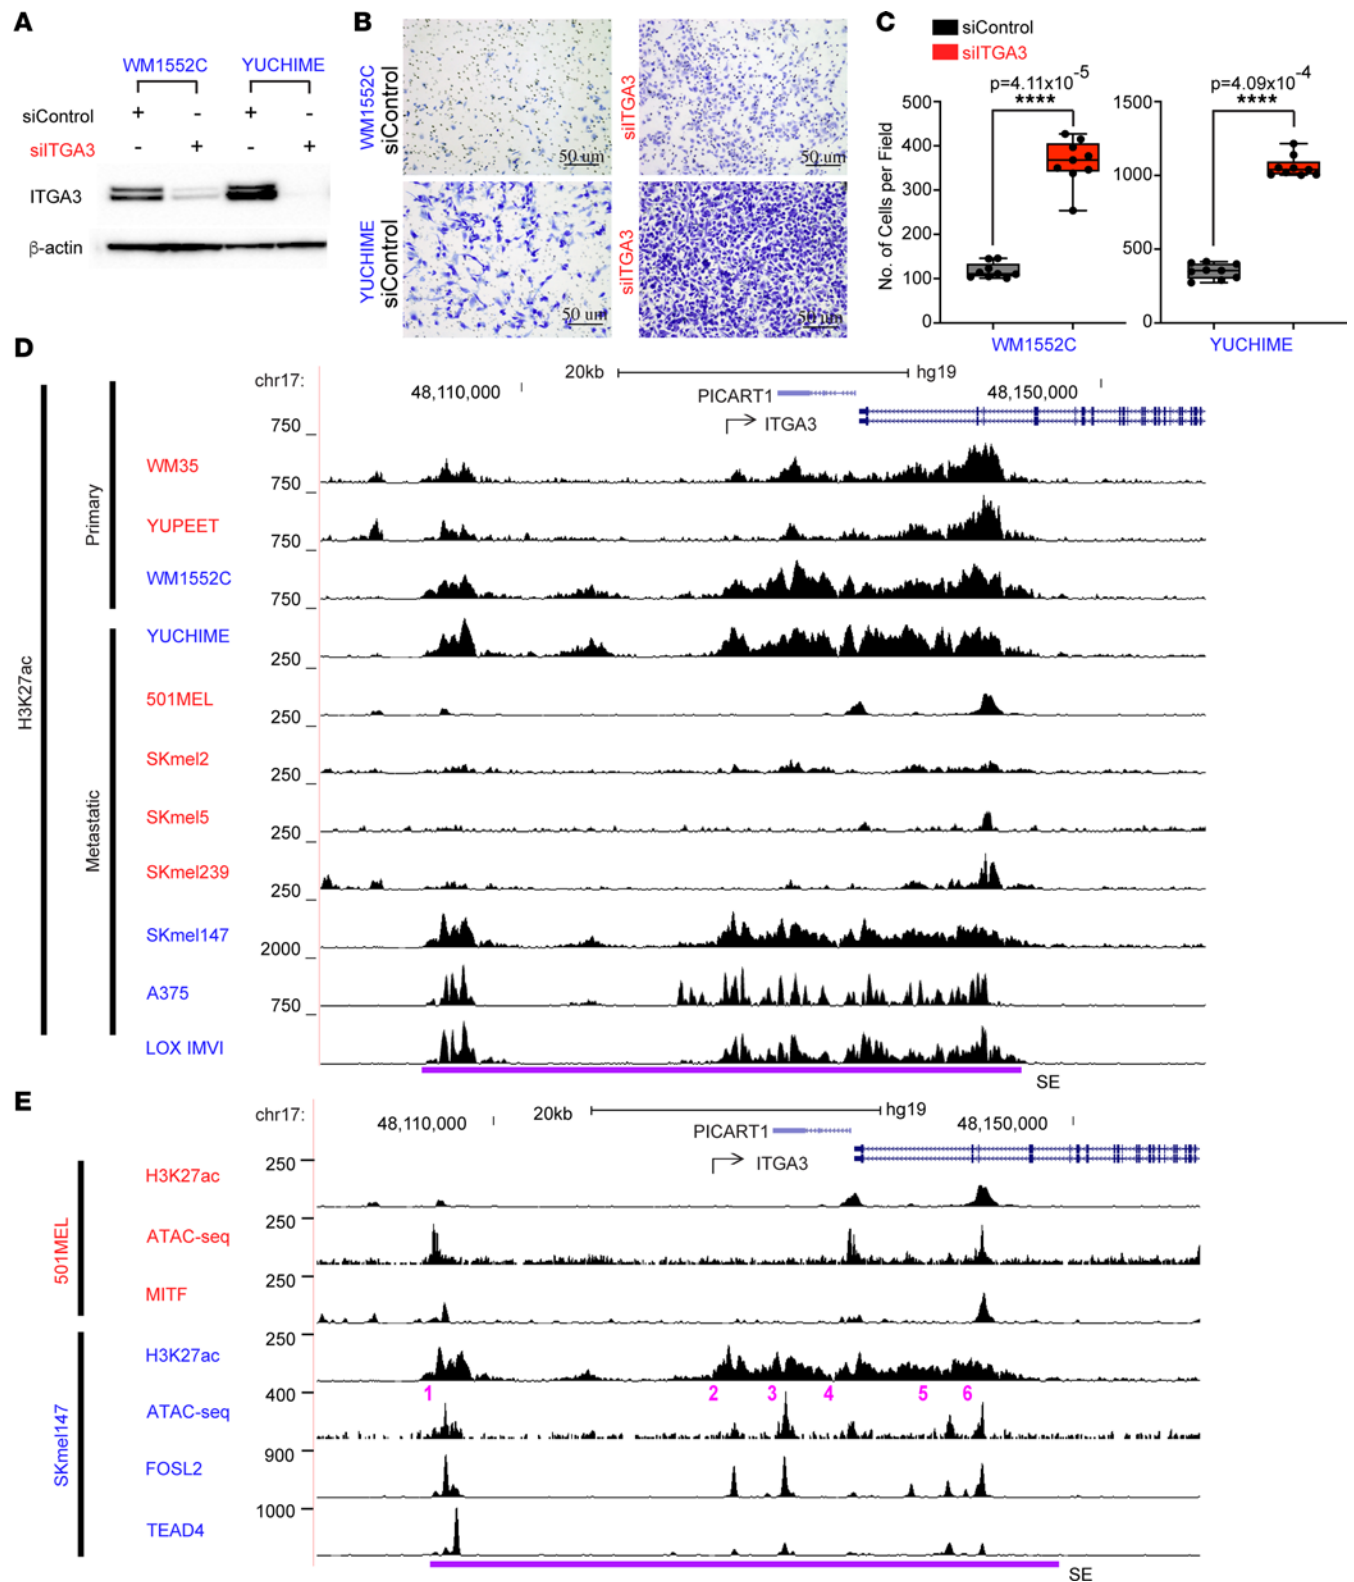 A
WM1552C YUCHIME
siControl + - + -
siITGA3 - + - +
ITGA3
β-actin
B
WM1552C
siControl
50 um
siITGA3
50 um
YUCHIME
siControl
50 um
siITGA3
50 um
C
siControl
siITGA3
p=4.11x10-5
****
p=4.09x10-4
****
No. of Cells per Field
500
400
300
200
100
0
WM1552C
1500
1000
500
0
YUCHIME
D
chr17:
20kb hg19
48,110,000 48,150,000
PICART1
ITGA3
H3K27ac
Primary
Metastatic
750
WM35
750
YUPEET
750
WM1552C
750
YUCHIME
250
501MEL
250
SKmel2
250
SKmel5
250
SKmel239
250
SKmel147
2000
A375
750
LOX IMVI
SE
E
chr17:
20kb hg19
48,110,000 48,150,000
PICART1
ITGA3
501MEL
250
H3K27ac
250
ATAC-seq
250
MITF
SKmel147
250
H3K27ac
1 2 3 4 5 6
400
ATAC-seq
900
FOSL2
1000
TEAD4
SE